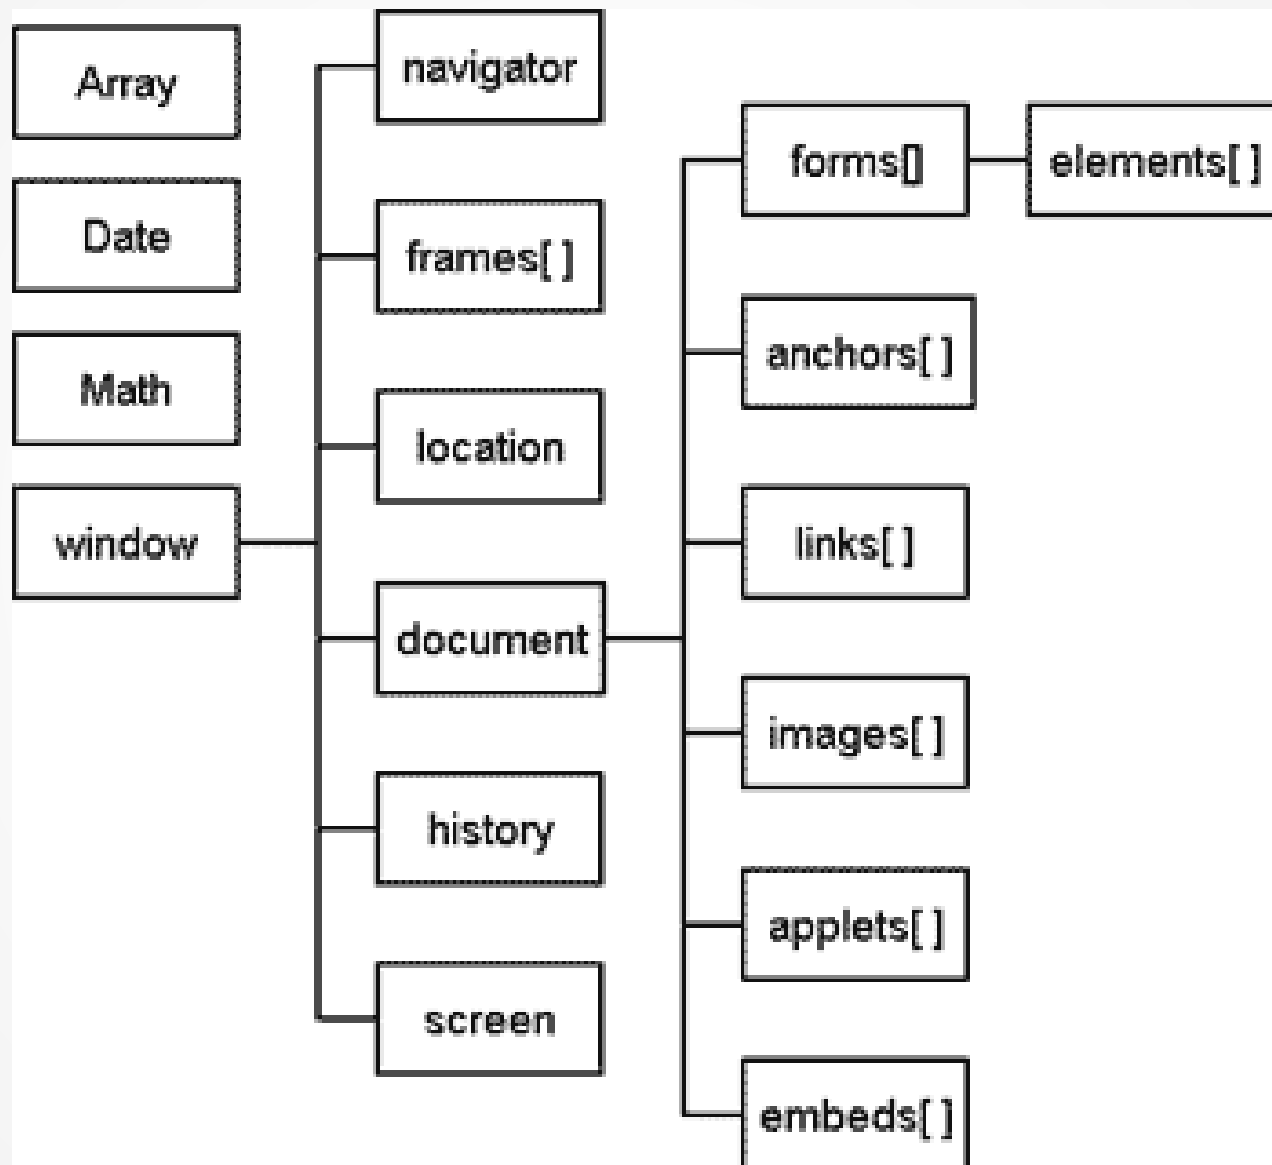 Array
Date
Math
window
navigator
frames[ ]
location
document
history
screen
forms[]
elements[ ]
anchors[ ]
links[ ]
images[ ]
applets[ ]
embeds[ ]